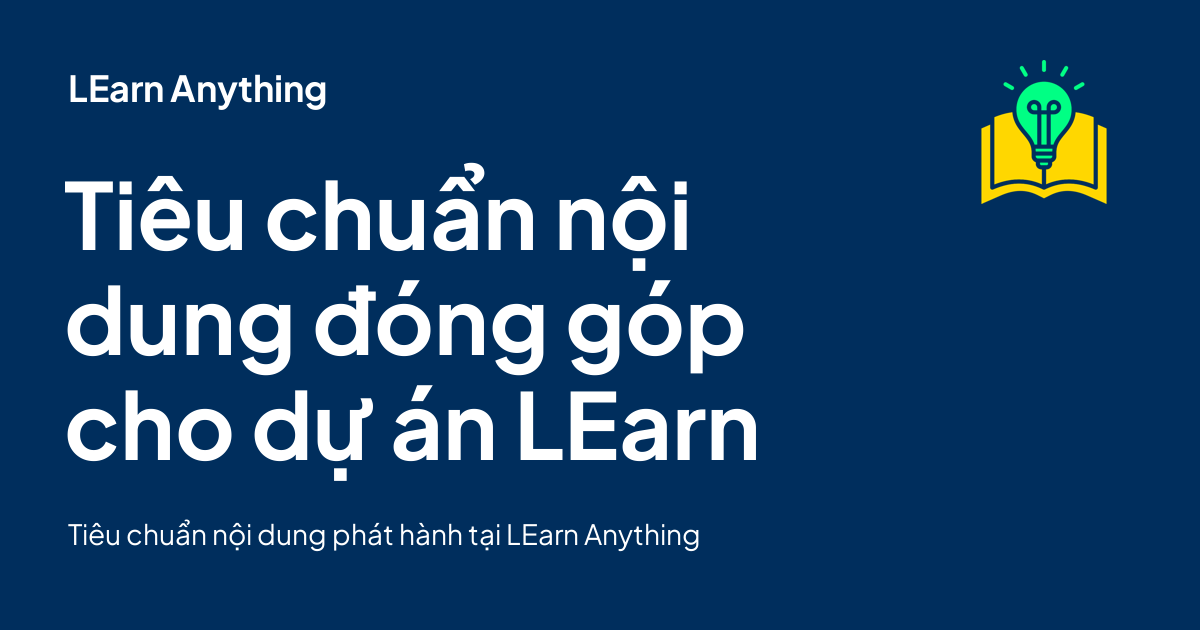 LEarn Anything
Tiêu chuẩn nội
dung đóng góp
cho dự án LEarn
Tiêu chuẩn nội dung phát hành tại LEarn Anything